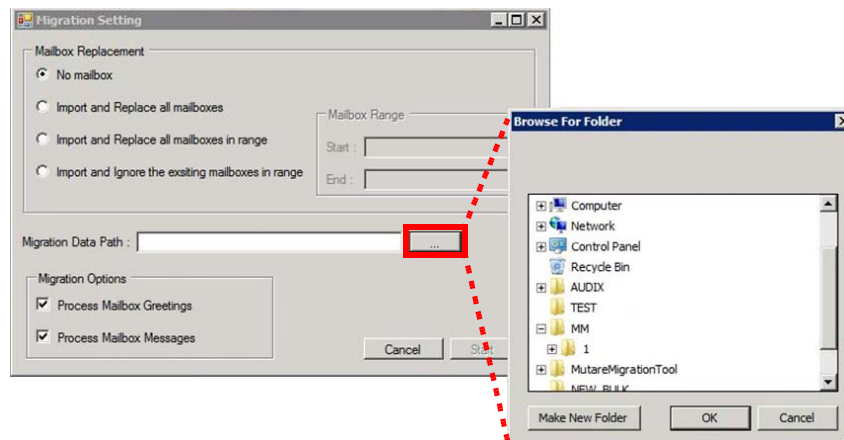 Migration Setting
Mailbox Replacement
No mailbox
Import and Replace all mailboxes
Import and Replace all mailboxes in range
Import and Ignore the exsiting mailboxes in range
Mailbox Range
Start :
End :
Migration Data Path :
...
Migration Options
Process Mailbox Greetings
Process Mailbox Messages
Cancel
Start
Browse For Folder
Computer
Network
Control Panel
Recycle Bin
AUDIX
TEST
MM
1
MutareMigrationTool
NEW_BULK
Make New Folder
OK
Cancel